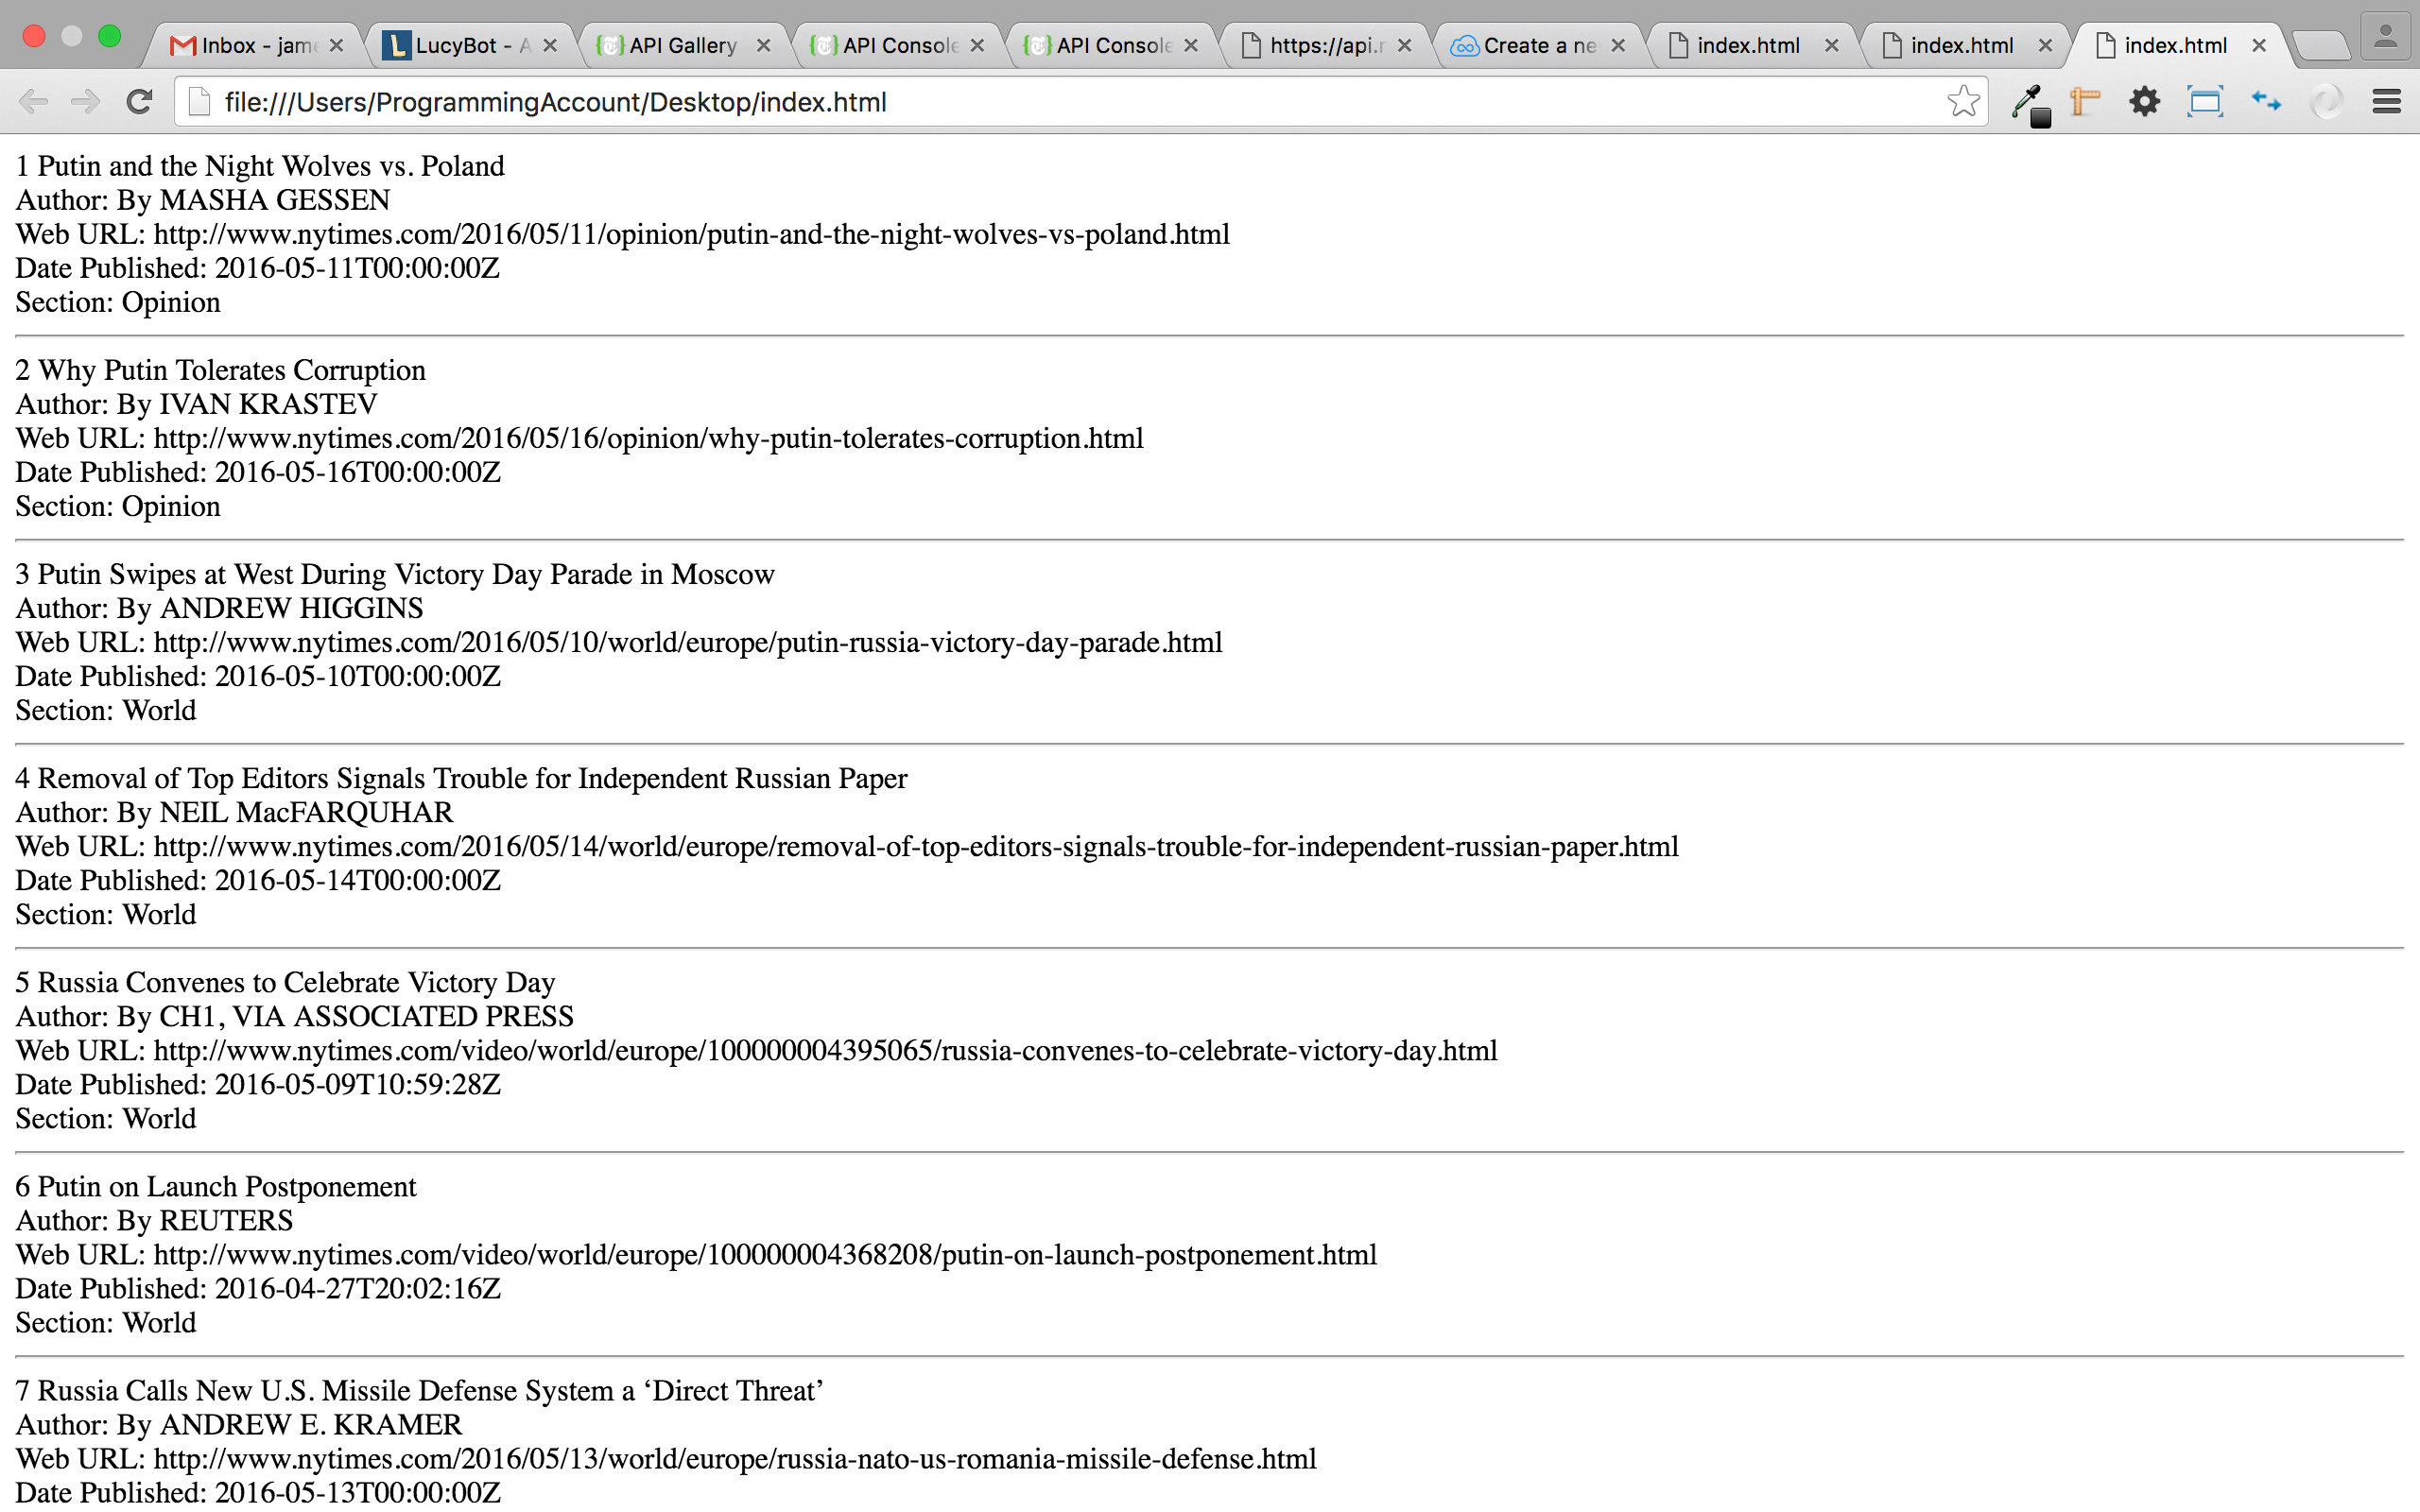 Inbox - jam
LucyBot - A
API Gallery
API Console
API Console
https://api.r
Create a ne
index.html
index.html
index.html
file:///Users/ProgrammingAccount/Desktop/index.html
1 Putin and the Night Wolves vs. Poland
Author: By MASHA GESSEN
Web URL: http://www.nytimes.com/2016/05/11/opinion/putin-and-the-night-wolves-vs-poland.html
Date Published: 2016-05-11T00:00:00Z
Section: Opinion
2 Why Putin Tolerates Corruption
Author: By IVAN KRASTEV
Web URL: http://www.nytimes.com/2016/05/16/opinion/why-putin-tolerates-corruption.html
Date Published: 2016-05-16T00:00:00Z
Section: Opinion
3 Putin Swipes at West During Victory Day Parade in Moscow
Author: By ANDREW HIGGINS
Web URL: http://www.nytimes.com/2016/05/10/world/europe/putin-russia-victory-day-parade.html
Date Published: 2016-05-10T00:00:00Z
Section: World
4 Removal of Top Editors Signals Trouble for Independent Russian Paper
Author: By NEIL MacFARQUHAR
Web URL: http://www.nytimes.com/2016/05/14/world/europe/removal-of-top-editors-signals-trouble-for-independent-russian-paper.html
Date Published: 2016-05-14T00:00:00Z
Section: World
5 Russia Convenes to Celebrate Victory Day
Author: By CH1, VIA ASSOCIATED PRESS
Web URL: http://www.nytimes.com/video/world/europe/100000004395065/russia-convenes-to-celebrate-victory-day.html
Date Published: 2016-05-09T10:59:28Z
Section: World
6 Putin on Launch Postponement
Author: By REUTERS
Web URL: http://www.nytimes.com/video/world/europe/100000004368208/putin-on-launch-postponement.html
Date Published: 2016-04-27T20:02:16Z
Section: World
7 Russia Calls New U.S. Missile Defense System a ‘Direct Threat’
Author: By ANDREW E. KRAMER
Web URL: http://www.nytimes.com/2016/05/13/world/europe/russia-nato-us-romania-missile-defense.html
Date Published: 2016-05-13T00:00:00Z